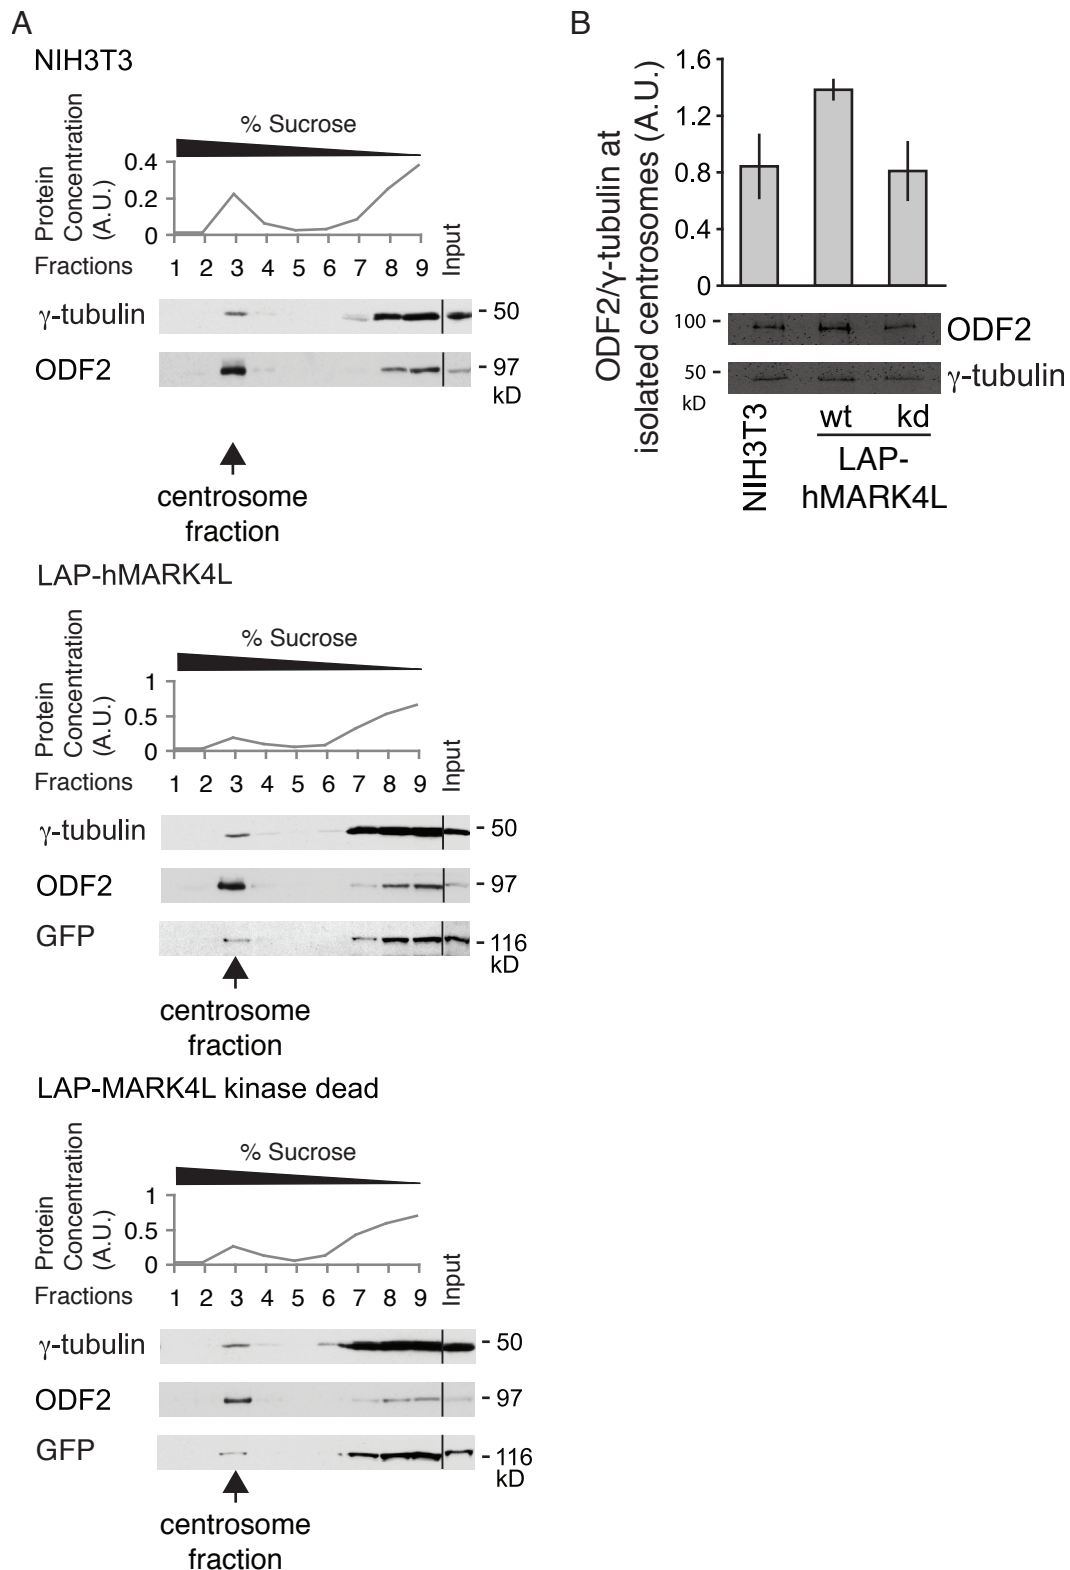 A
NIH3T3
% Sucrose
Protein
Concentration
(A.U.)
0.4
0.2
0
Fractions 1 2 3 4 5 6 7 8 9 Input
γ-tubulin - 50
ODF2 - 97
kD
centrosome
fraction
LAP-hMARK4L
% Sucrose
Protein
Concentration
(A.U.)
1
0.5
0
Fractions 1 2 3 4 5 6 7 8 9 Input
γ-tubulin - 50
ODF2 - 97
GFP - 116
kD
centrosome
fraction
LAP-MARK4L kinase dead
% Sucrose
Protein
Concentration
(A.U.)
1
0.5
0
Fractions 1 2 3 4 5 6 7 8 9 Input
γ-tubulin - 50
ODF2 - 97
GFP - 116
kD
centrosome
fraction
B
ODF2/γ-tubulin at
isolated centrosomes (A.U.)
1.6
1.2
0.8
0.4
0
100 - ODF2
50 - γ-tubulin
kD
NIH3T3
wt kd
LAP-
hMARK4L